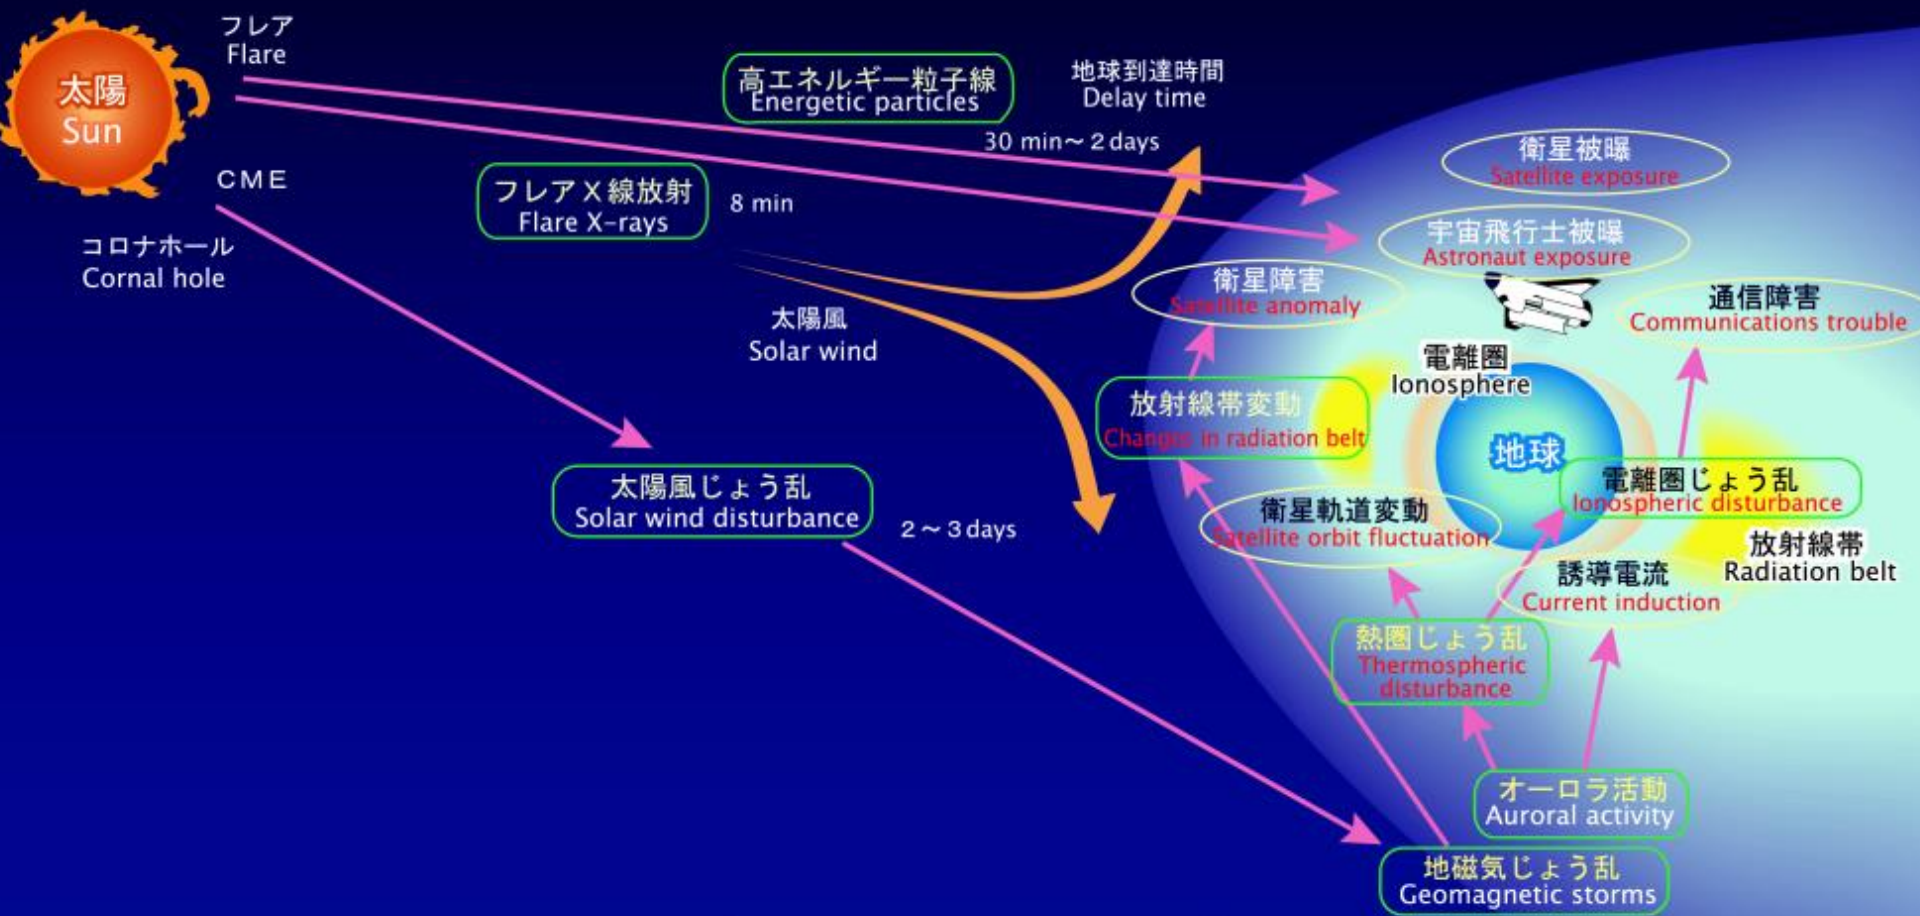 フレア
Flare
太陽
Sun
高エネルギー粒子線
Energetic particles
地球到達時間
Delay time
30 min～2 days
CME
フレアX線放射
Flare X-rays
8 min
コロナホール
Cornal hole
太陽風
Solar wind
衛星被曝
Satellite exposure
宇宙飛行士被曝
Astronaut exposure
衛星障害
Satellite anomaly
通信障害
Communications trouble
電離圏
Ionosphere
放射線帯変動
Changes in radiation belt
地球
太陽風じょう乱
Solar wind disturbance
2～3 days
電離圏じょう乱
Ionospheric disturbance
衛星軌道変動
Satellite orbit fluctuation
放射線帯
Radiation belt
誘導電流
Current induction
熱圏じょう乱
Thermospheric
disturbance
オーロラ活動
Auroral activity
地磁気じょう乱
Geomagnetic storms